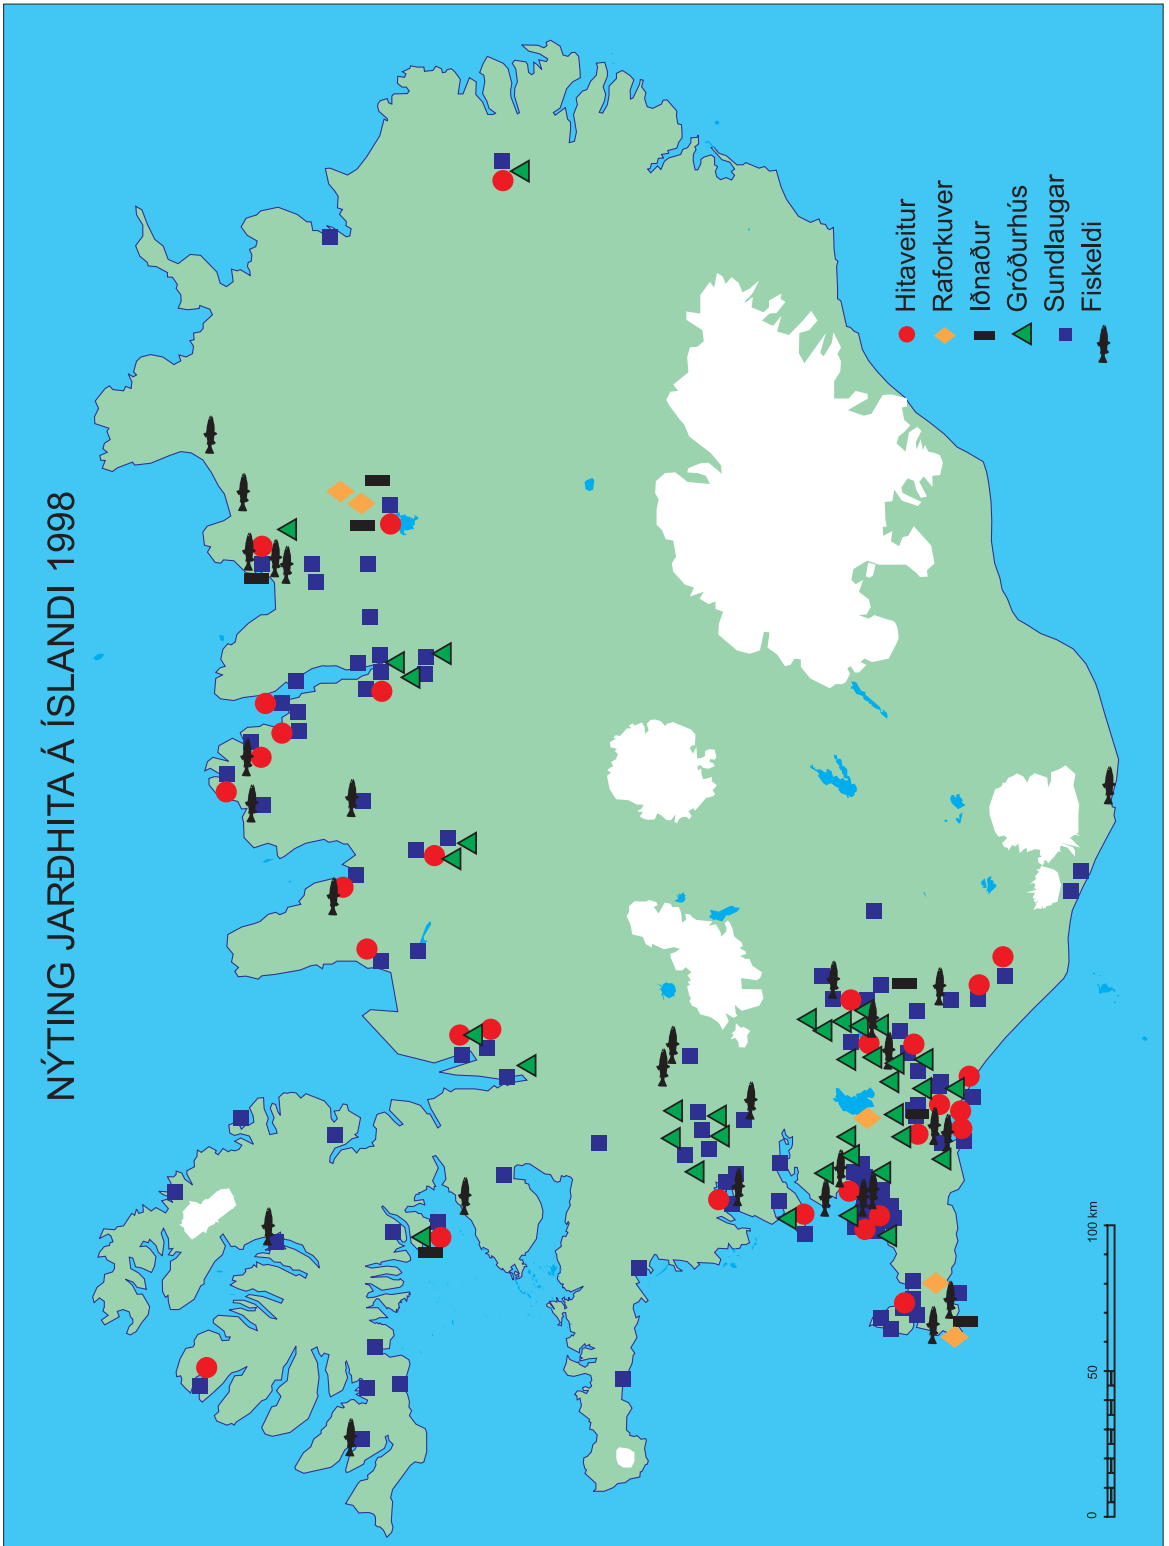 NÝTING JARÐHITA Á ÍSLANDI 1998
Hitaveitur
Raforkuver
Iðnaður
Gróðurhús
Sundlaugar
Fiskeldi
0 50 100 km